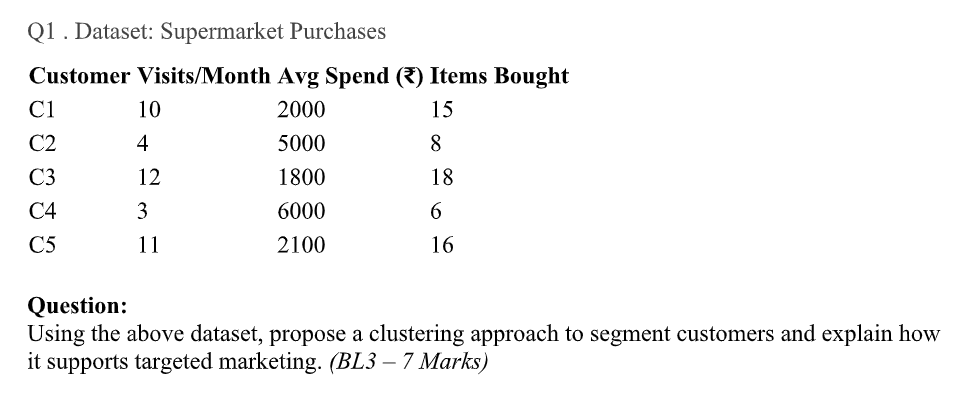 Q1 . Dataset: Supermarket Purchases
Customer Visits/Month Avg Spend (₹) Items Bought
C1 10 2000 15
C2 4 5000 8
C3 12 1800 18
C4 3 6000 6
C5 11 2100 16
Question:
Using the above dataset, propose a clustering approach to segment customers and explain how
it supports targeted marketing. (BL3 – 7 Marks)